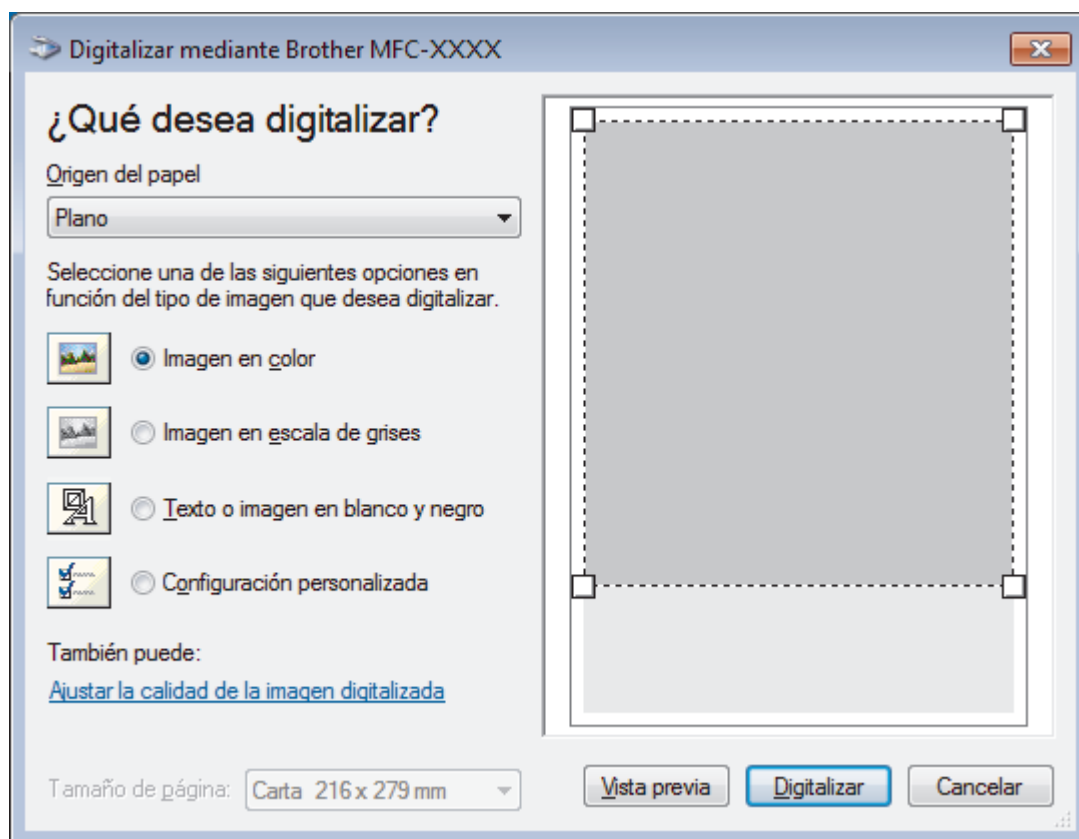 Digitalizar mediante Brother MFC-XXXX
¿Qué desea digitalizar?
Origen del papel
Plano
Seleccione una de las siguientes opciones en
función del tipo de imagen que desea digitalizar.
Imagen en color
Imagen en escala de grises
Texto o imagen en blanco y negro
Configuración personalizada
También puede:
Ajustar la calidad de la imagen digitalizada
Tamaño de página: Carta 216 x 279 mm
Vista previa Digitalizar Cancelar